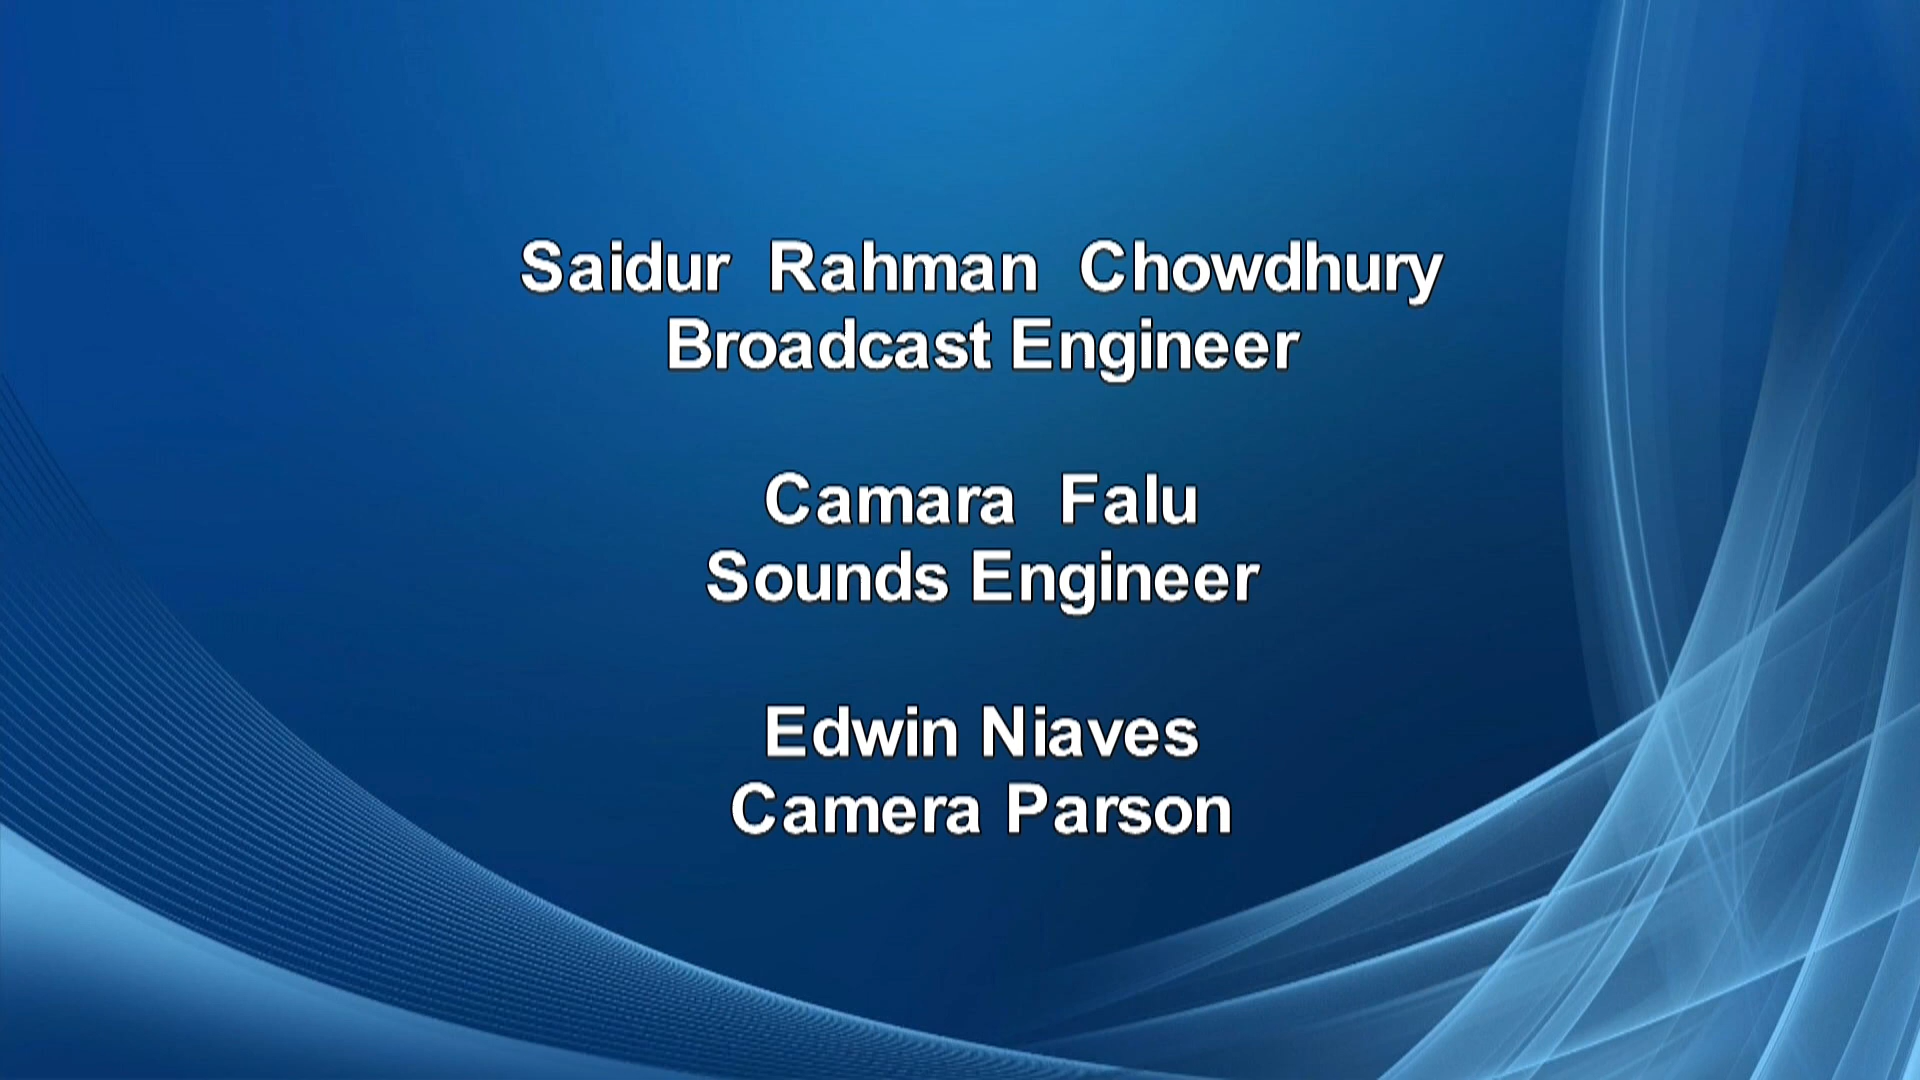 Saidur Rahman Chowdhury
Broadcast Engineer
Camara Falu
Sounds Engineer
Edwin Niaves
Camera Parson